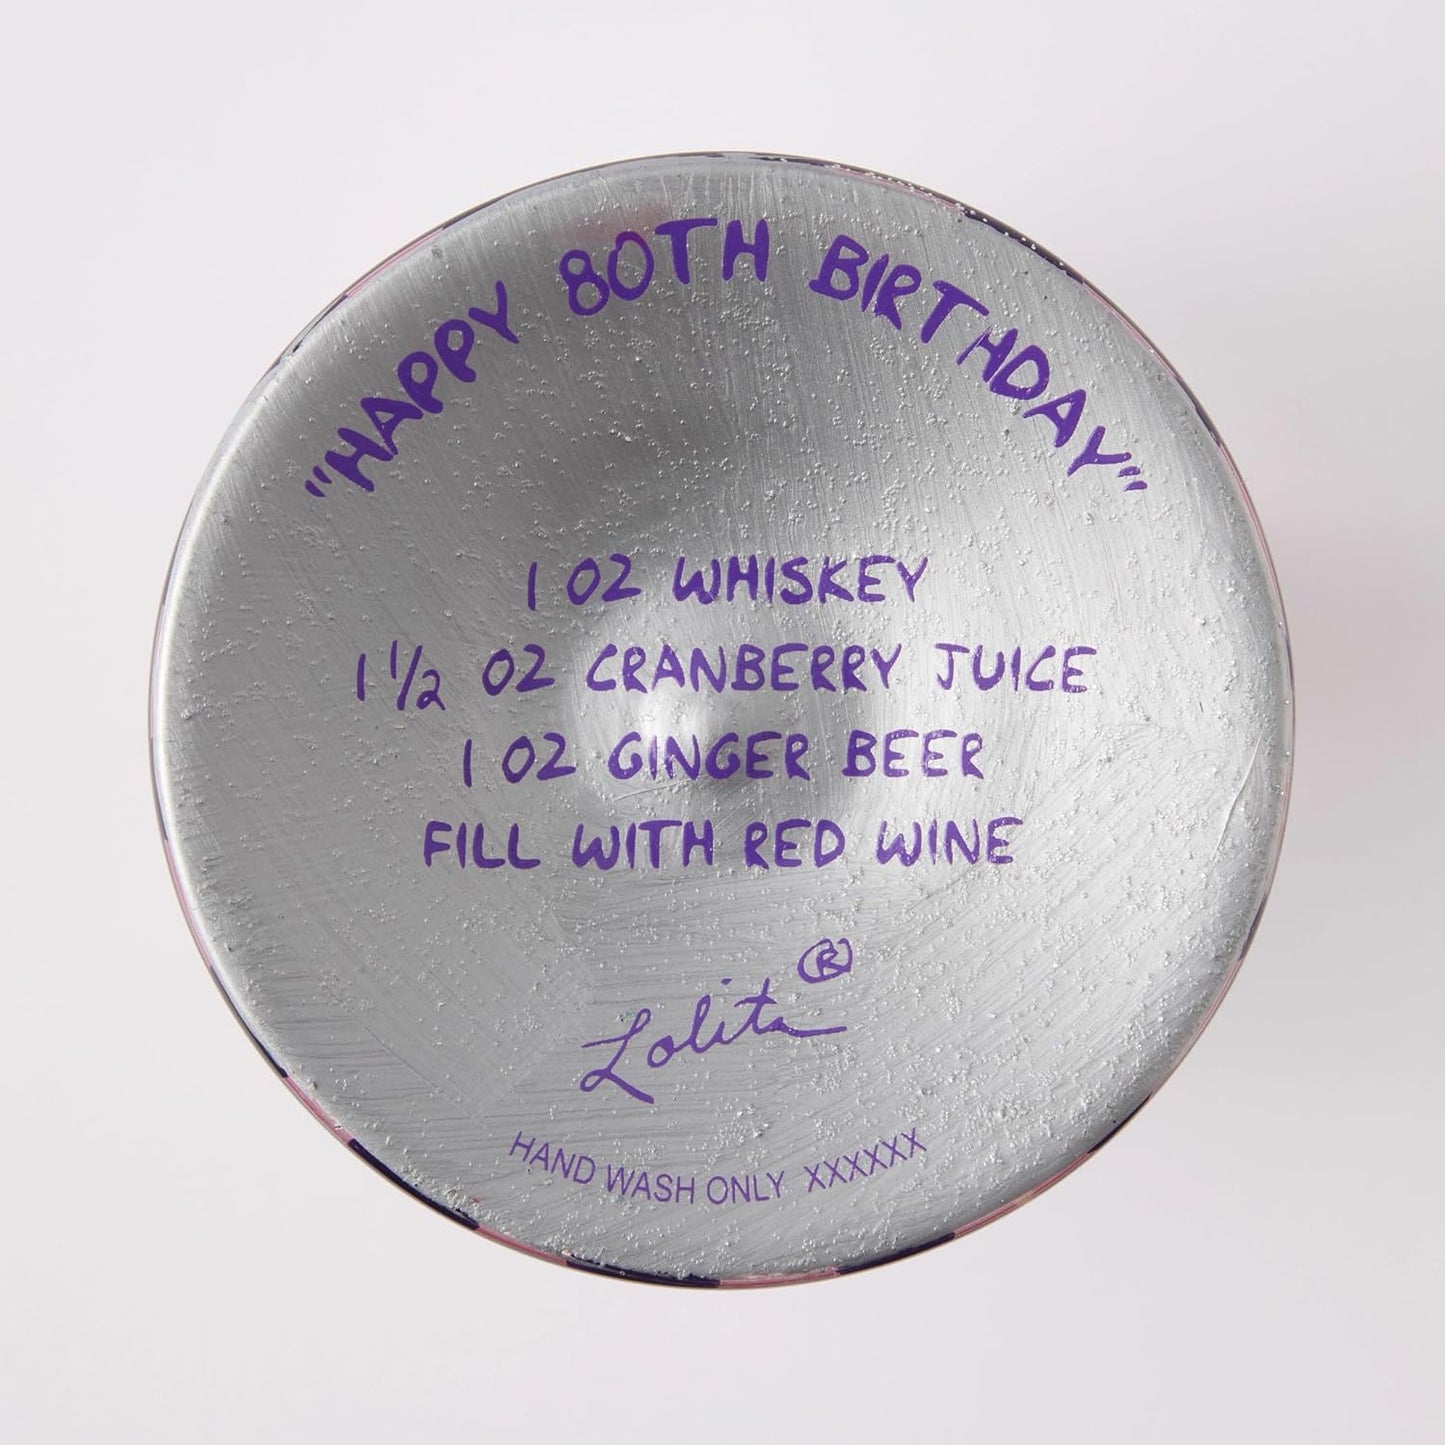 "HAPPY 80TH BIRTHDAY"
1 OZ WHISKEY
1 1/2 OZ CRANBERRY JUICE
1 OZ GINGER BEER
FILL WITH RED WINE
Lolita ®
HAND WASH ONLY XXXXXX